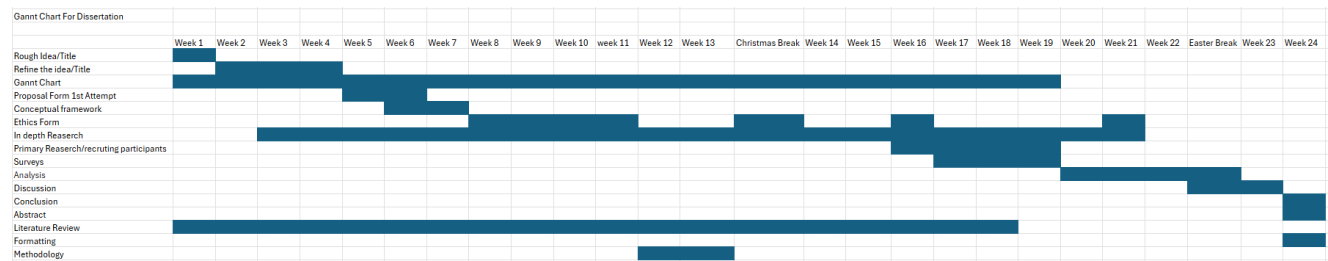 Gannt Chart For Dissertation
Week 1 Week 2 Week 3 Week 4 Week 5 Week 6 Week 7 Week 8 Week 9 Week 10 week 11 Week 12 Week 13 Christmas Break Week 14 Week 15 Week 16 Week 17 Week 18 Week 19 Week 20 Week 21 Week 22 Easter Break Week 23 Week 24
Rough Idea/Title
Refine the idea/Title
Gannt Chart
Proposal Form 1st Attempt
Conceptual framework
Ethics Form
In depth Reaserch
Primary Reaserch/recruting participants
Surveys
Analysis
Discussion
Conclusion
Abstract
Literature Review
Formatting
Methodology